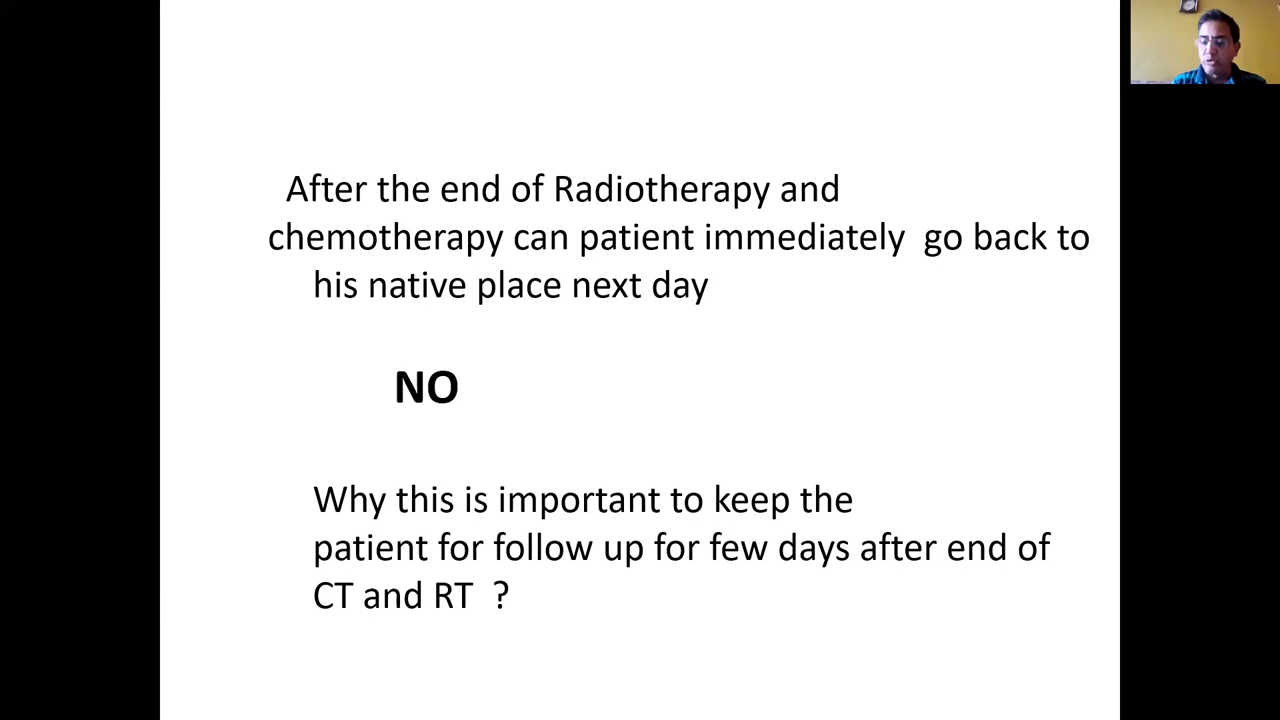 After the end of Radiotherapy and
chemotherapy can patient immediately go back to
his native place next day
NO
Why this is important to keep the
patient for follow up for few days after end of
CT and RT ?